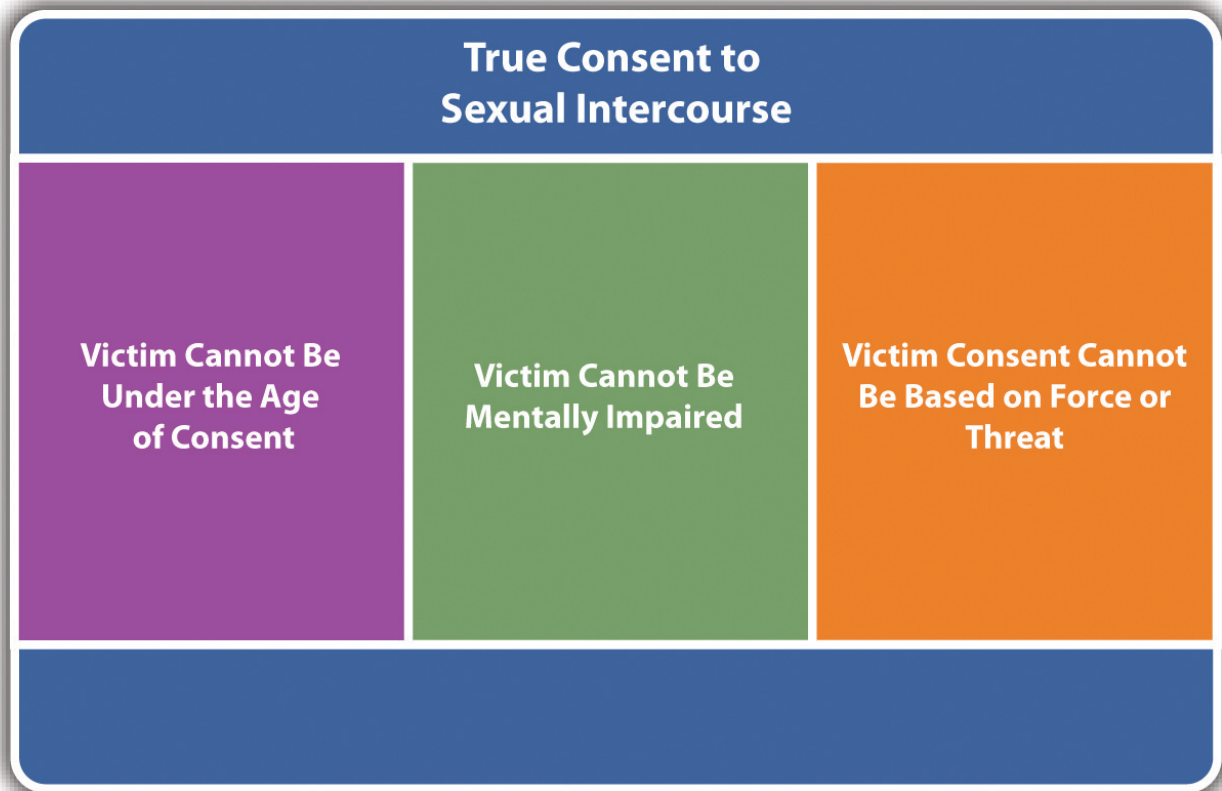 True Consent to
Sexual Intercourse
Victim Cannot Be
Under the Age
of Consent
Victim Cannot Be
Mentally Impaired
Victim Consent Cannot
Be Based on Force or
Threat